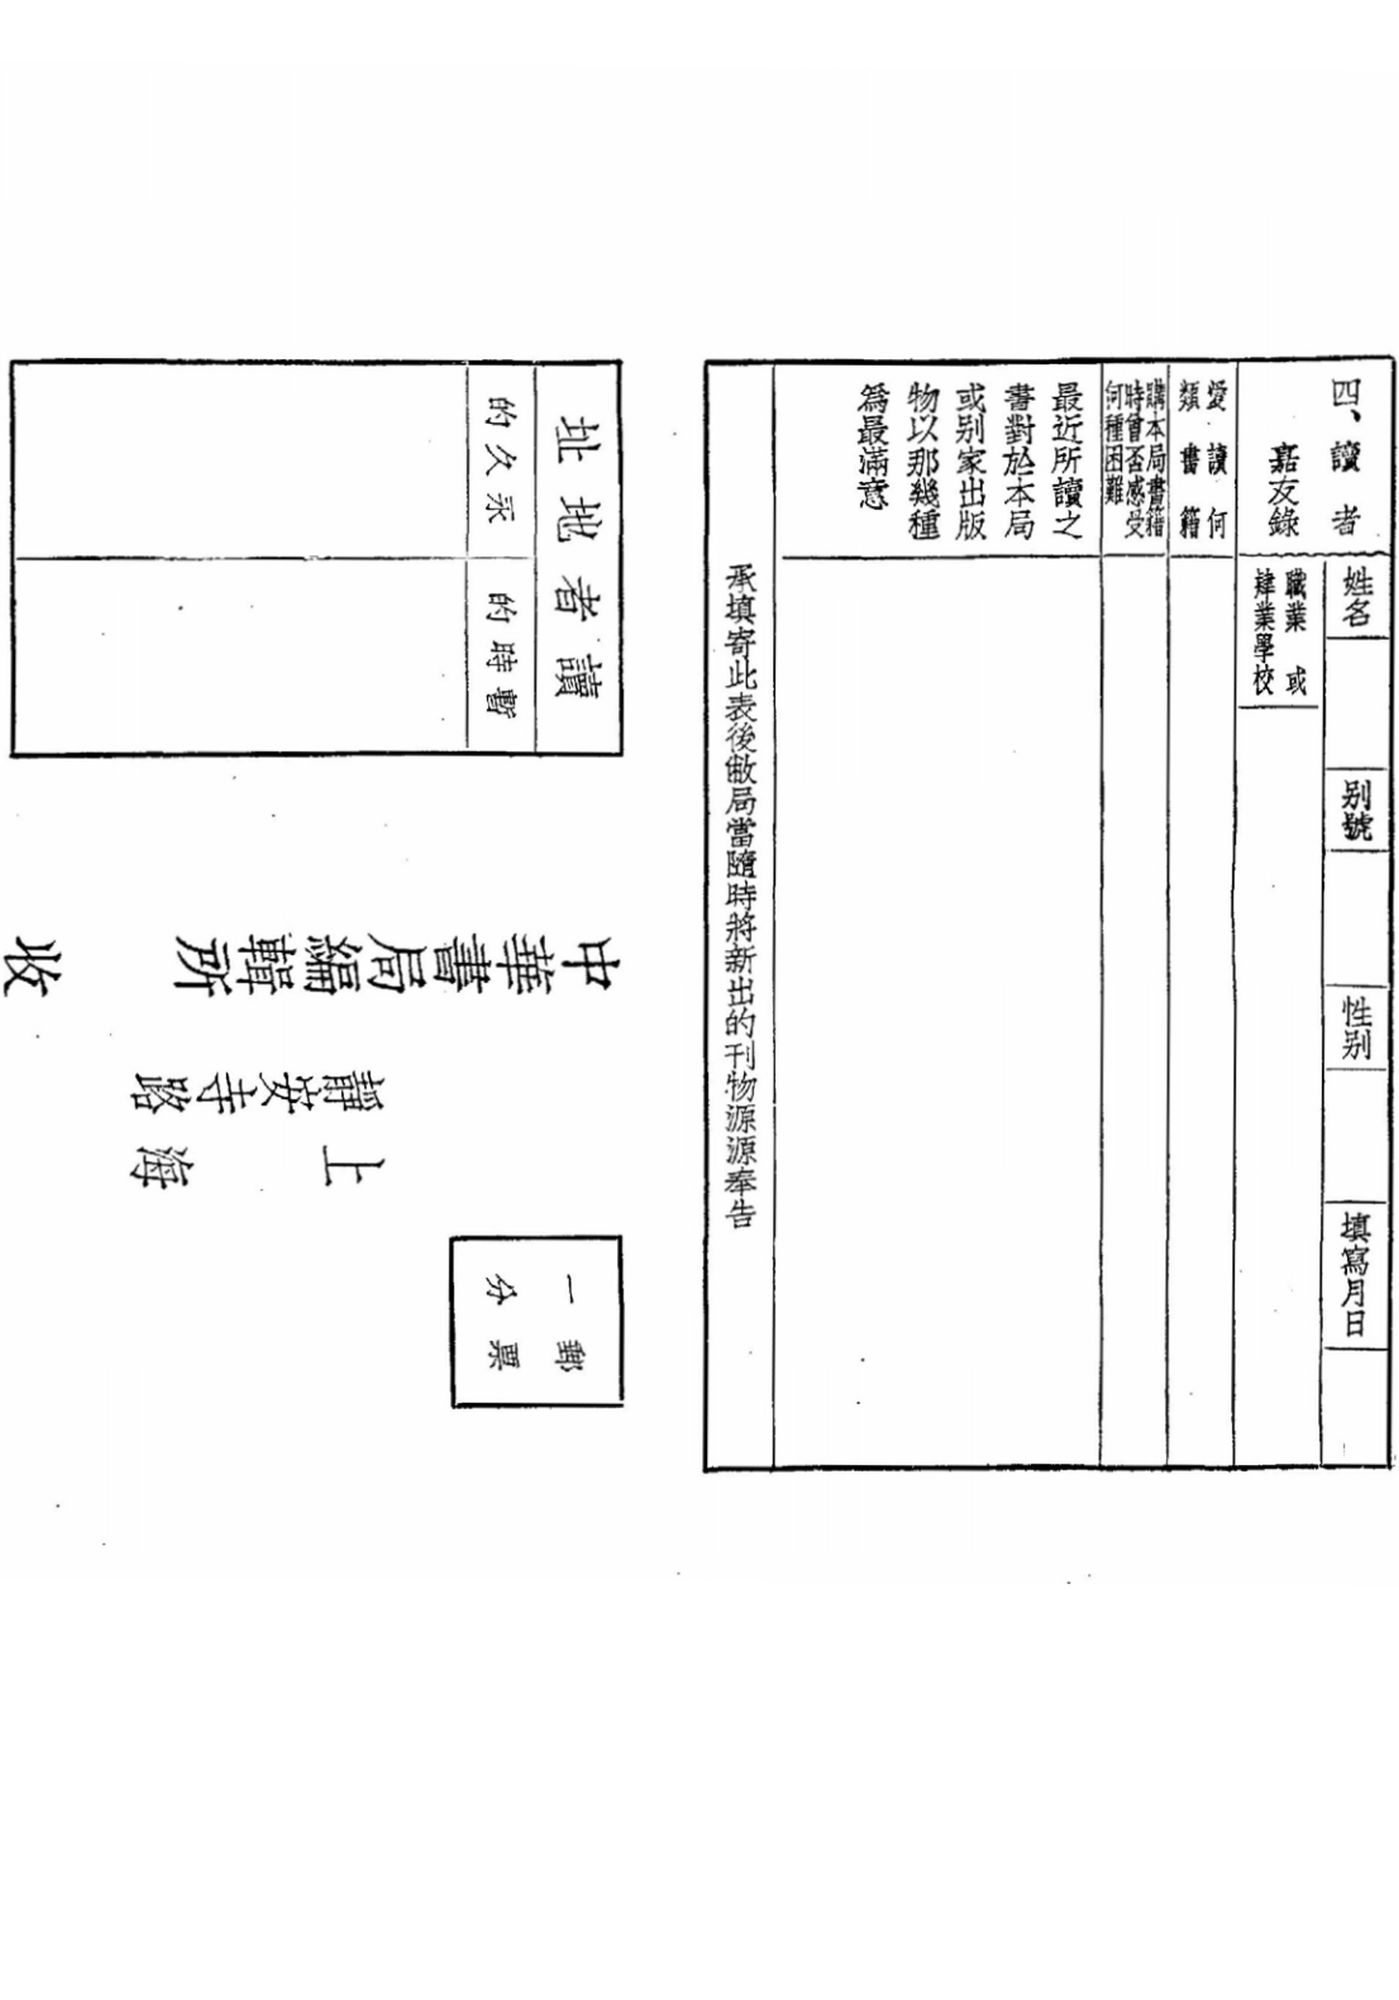 四、讀者
嘉友錄
姓名
别號
性别
填寫月日
職業或
肄業學校
愛讀何
類書籍
購本局書籍
時曾否感受
何種困難
最近所讀之
書對於本局
或别家出版
物以那幾種
為最滿意
承填寄此表後敝局當隨時將新出的刊物源源奉告
郵票
一分
上海
靜安寺路
中華書局編輯所 收
讀者地址
暫時的
永久的